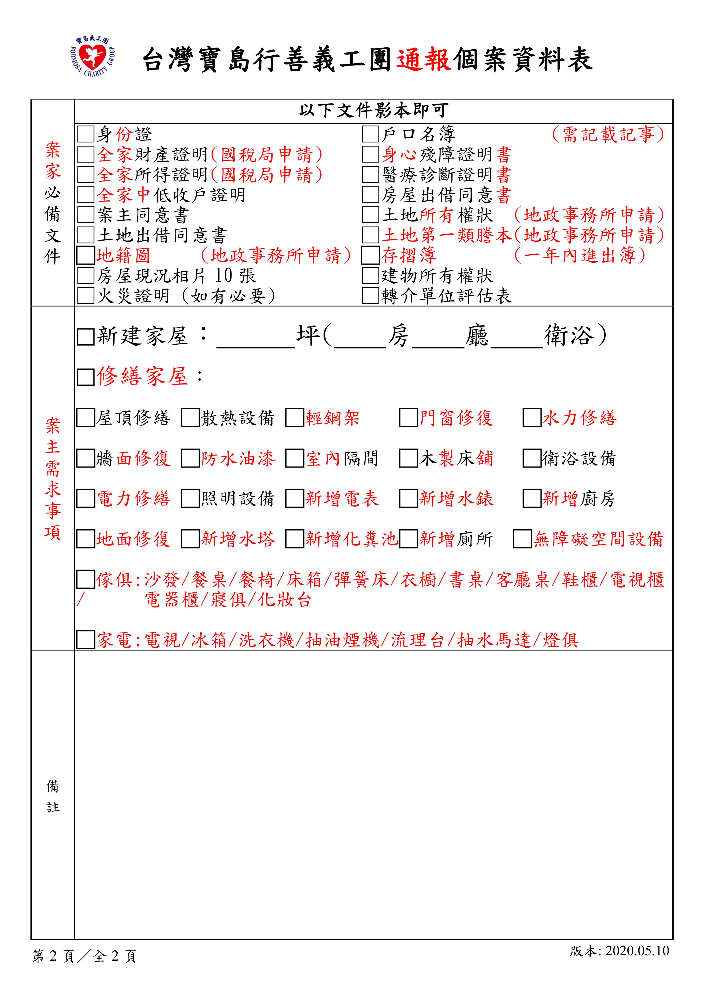 寶島義工團
FORMOSA CHARITY GROUP
台灣寶島行善義工團通報個案資料表
案家必備文件
以下文件影本即可
□身份證 □戶口名簿 (需記載記事)
□全家財產證明(國稅局申請) □身心殘障證明書
□全家所得證明(國稅局申請) □醫療診斷證明書
□全家中低收戶證明 □房屋出借同意書
□案主同意書 □土地所有權狀 (地政事務所申請)
□土地出借同意書 □土地第一類謄本(地政事務所申請)
□地籍圖 (地政事務所申請) □存摺簿 (一年內進出簿)
□房屋現況相片 10 張 □建物所有權狀
□火災證明 (如有必要) □轉介單位評估表
案主需求事項
□新建家屋：______坪(____房____廳____衛浴)
□修繕家屋：
□屋頂修繕 □散熱設備 □輕鋼架 □門窗修復 □水力修繕
□牆面修復 □防水油漆 □室內隔間 □木製床舖 □衛浴設備
□電力修繕 □照明設備 □新增電表 □新增水錶 □新增廚房
□地面修復 □新增水塔 □新增化糞池 □新增廁所 □無障礙空間設備
□傢俱:沙發/餐桌/餐椅/床箱/彈簧床/衣櫥/書桌/客廳桌/鞋櫃/電視櫃
/ 電器櫃/寢俱/化妝台
□家電:電視/冰箱/洗衣機/抽油煙機/流理台/抽水馬達/燈俱
備註
第 2 頁／全 2 頁
版本: 2020.05.10